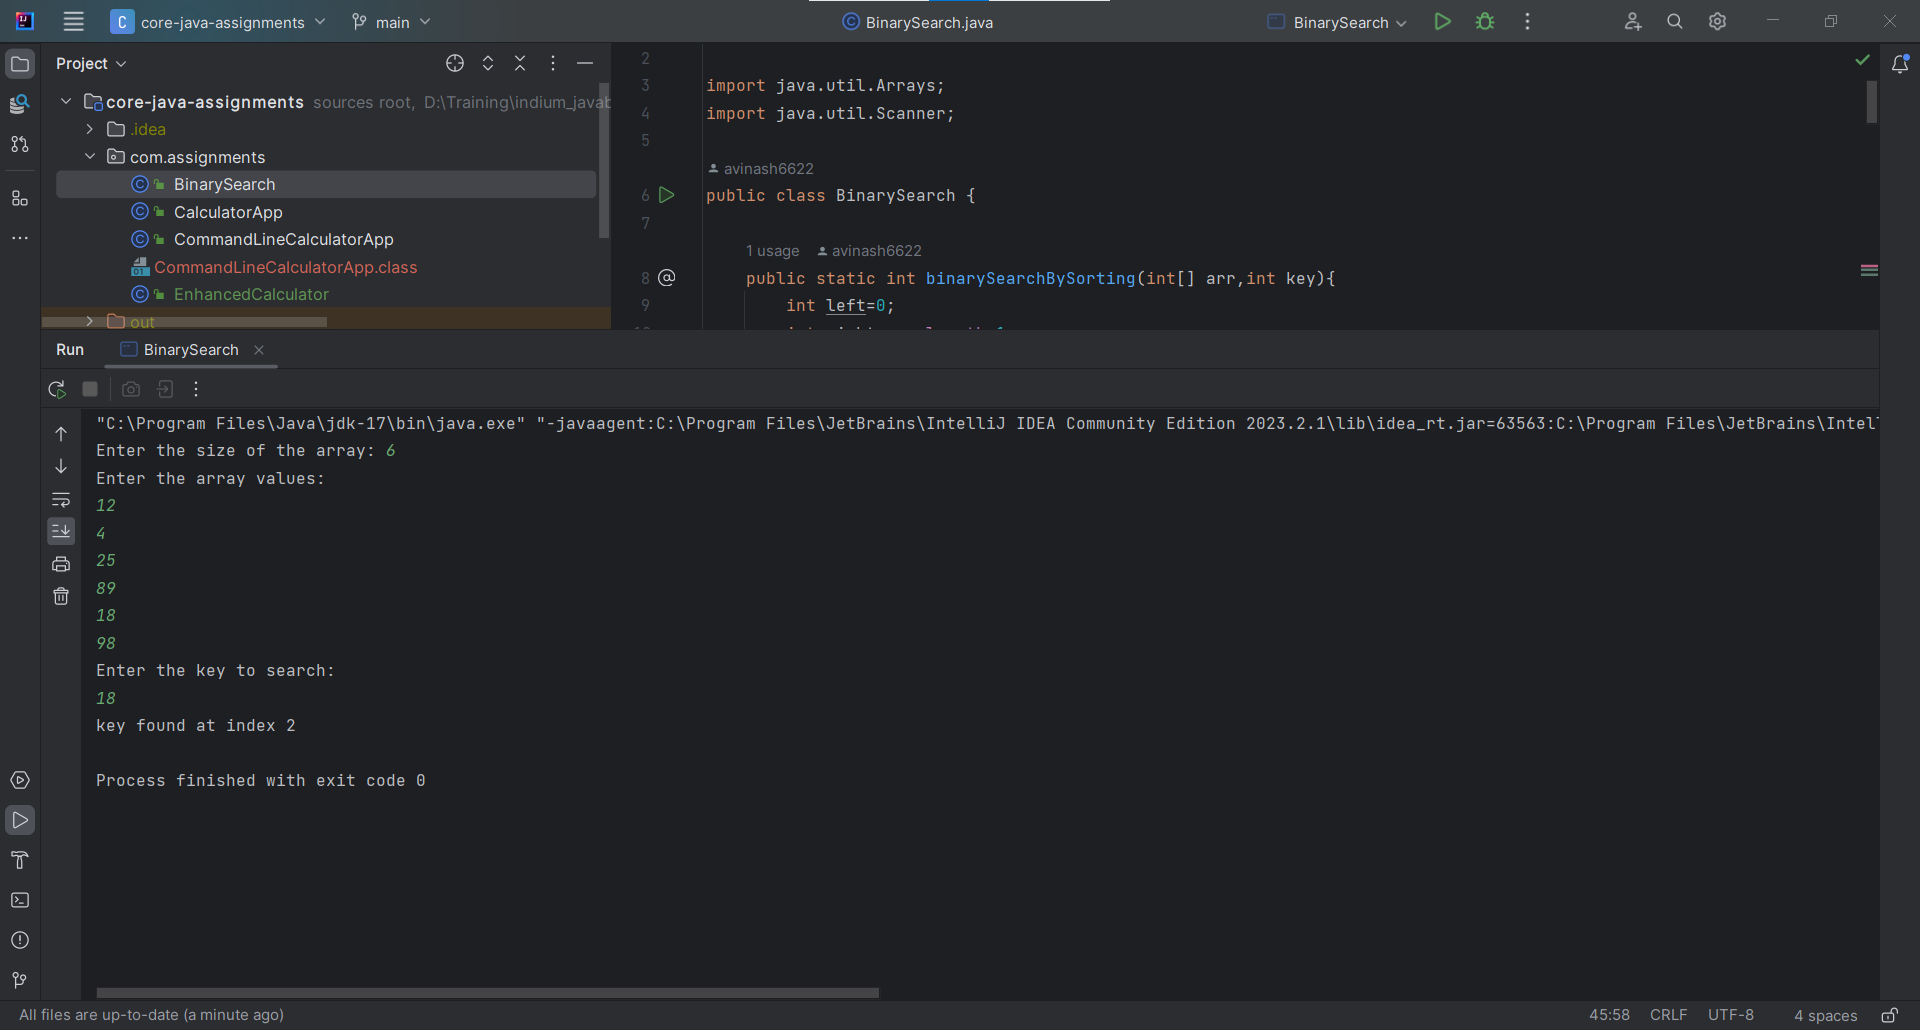 C core-java-assignments main BinarySearch.java BinarySearch
Project
core-java-assignments sources root, D:\Training\indium_javab
.idea
com.assignments
BinarySearch
CalculatorApp
CommandLineCalculatorApp
CommandLineCalculatorApp.class
EnhancedCalculator
out
2
3 import java.util.Arrays;
4 import java.util.Scanner;
5
avinash6622
6 public class BinarySearch {
7
1 usage avinash6622
8 public static int binarySearchBySorting(int[] arr,int key){
9 int left=0;
Run BinarySearch
"C:\Program Files\Java\jdk-17\bin\java.exe" "-javaagent:C:\Program Files\JetBrains\IntelliJ IDEA Community Edition 2023.2.1\lib\idea_rt.jar=63563:C:\Program Files\JetBrains\Intel
Enter the size of the array: 6
Enter the array values:
12
4
25
89
18
98
Enter the key to search:
18
key found at index 2
Process finished with exit code 0
All files are up-to-date (a minute ago) 45:58 CRLF UTF-8 4 spaces